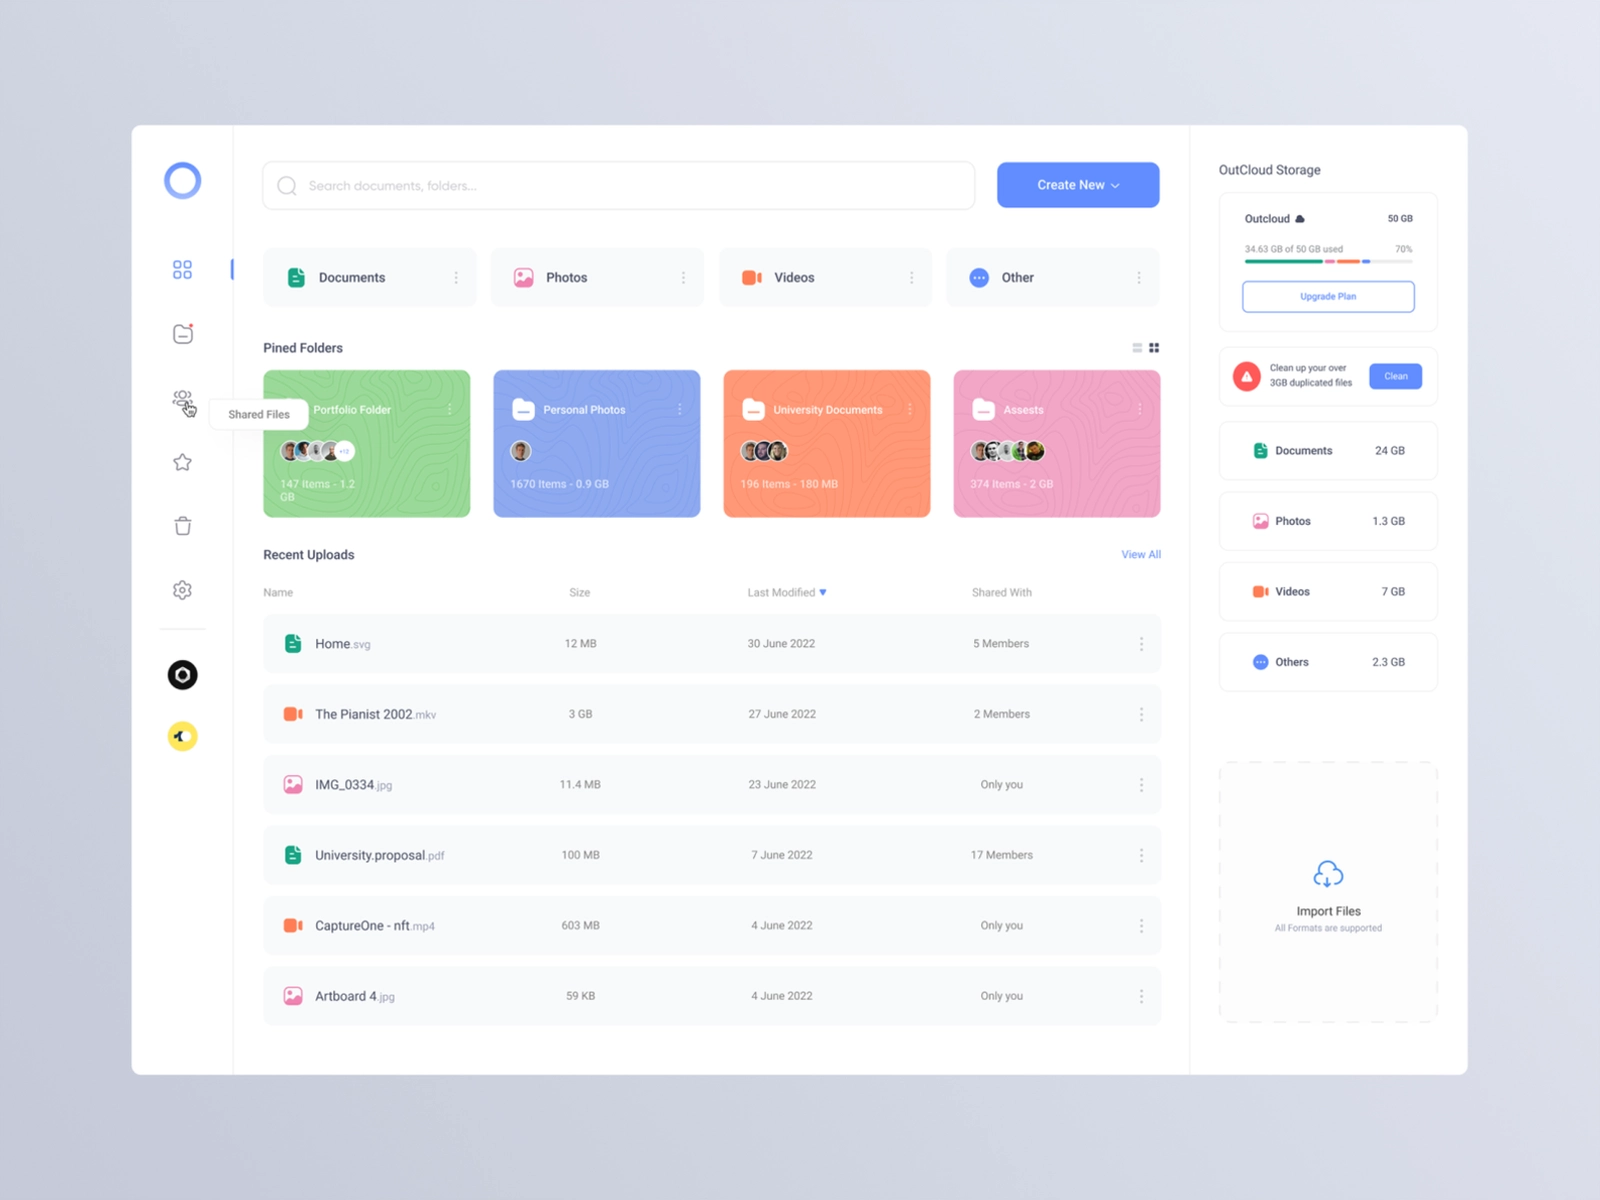 Search documents, folders...
Create New
Documents
Photos
Videos
Other
Pined Folders
Shared Files
Portfolio Folder
+12
147 Items - 1.2
GB
Personal Photos
1670 Items - 0.9 GB
University Documents
196 Items - 180 MB
Assests
374 Items - 2 GB
Recent Uploads
View All
Name Size Last Modified Shared With
Home.svg 12 MB 30 June 2022 5 Members
The Pianist 2002.mkv 3 GB 27 June 2022 2 Members
IMG_0334.jpg 11.4 MB 23 June 2022 Only you
University.proposal.pdf 100 MB 7 June 2022 17 Members
CaptureOne - nft.mp4 603 MB 4 June 2022 Only you
Artboard 4.jpg 59 KB 4 June 2022 Only you
OutCloud Storage
Outcloud 50 GB
34.63 GB of 50 GB used 70%
Upgrade Plan
Clean up your over
3GB duplicated files
Clean
Documents 24 GB
Photos 1.3 GB
Videos 7 GB
Others 2.3 GB
Import Files
All Formats are supported